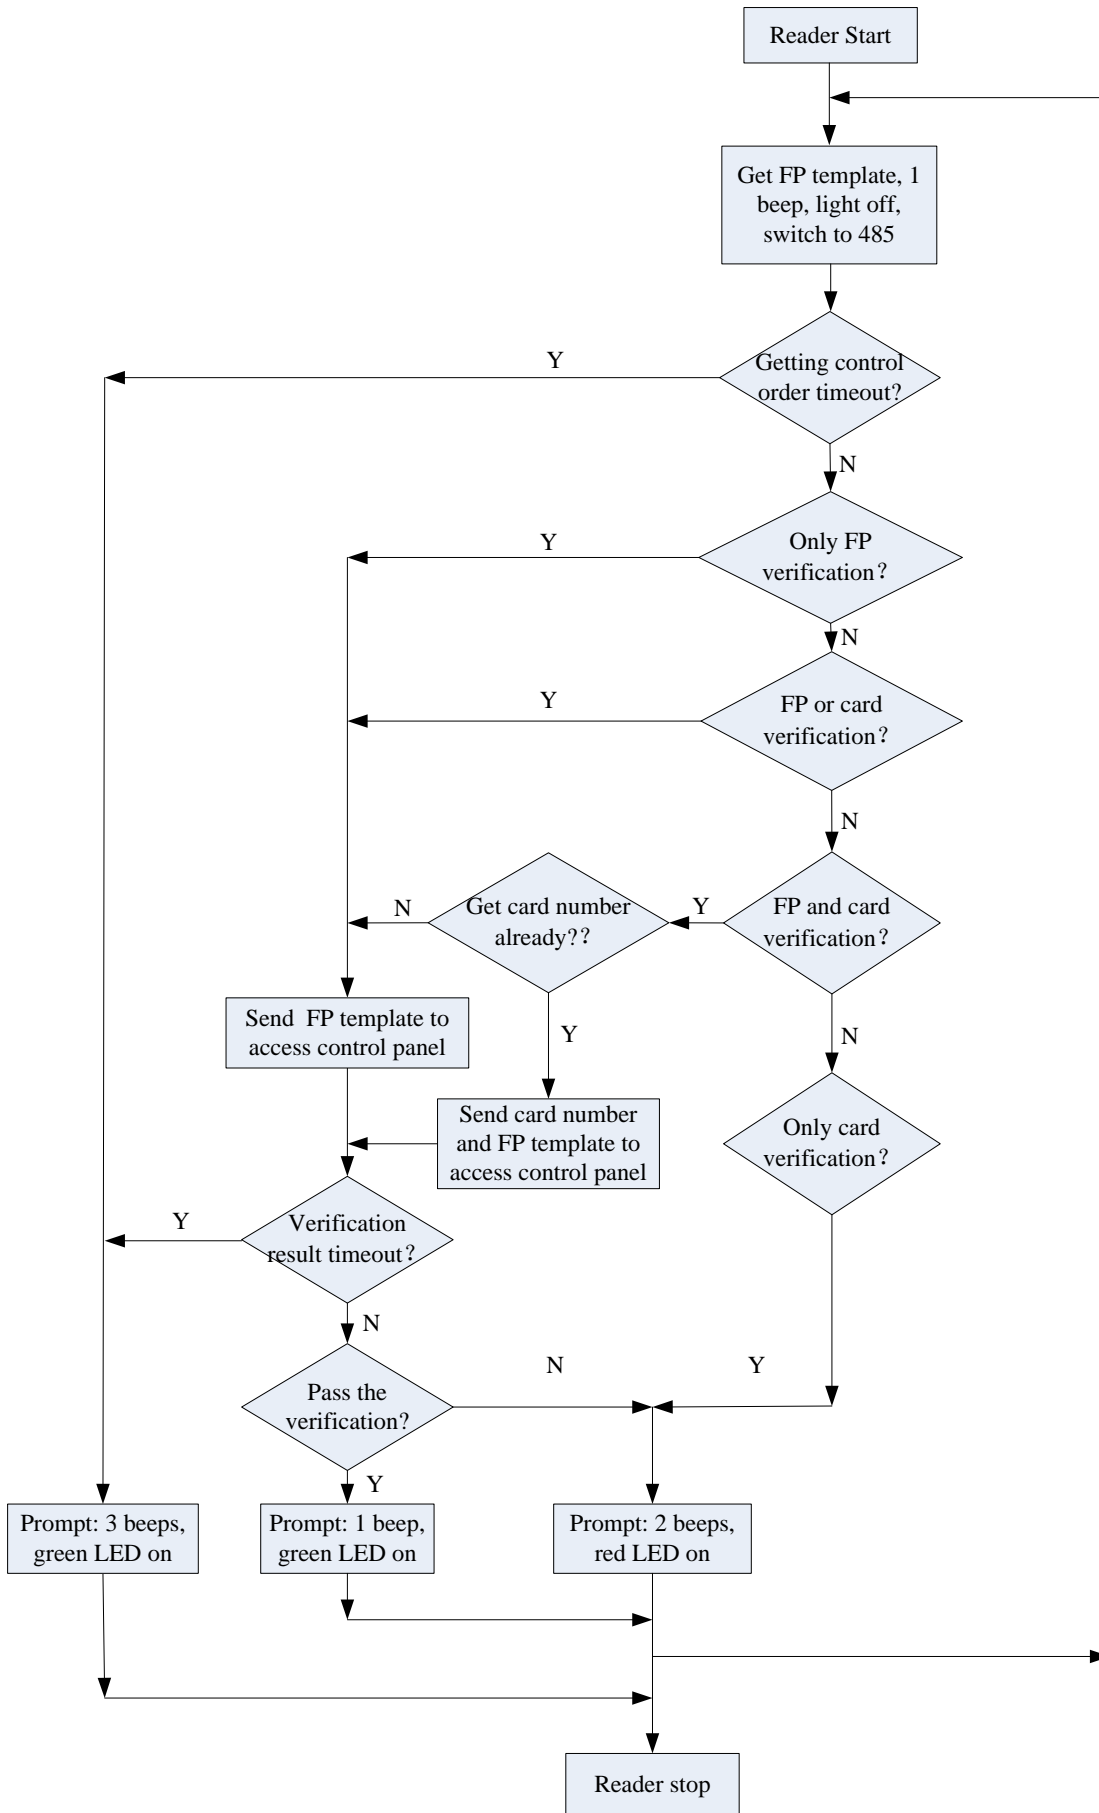 Reader Start
Get FP template, 1
beep, light off,
switch to 485
Getting control
order timeout?
Y
N
Only FP
verification？
Y
N
FP or card
verification？
Y
N
FP and card
verification？
Y
Get card number
already?？
N
Y
N
Send  FP template to
access control panel
Send card number
and FP template to
access control panel
Only card
verification？
Verification
result timeout？
Y
N
Pass the
verification?
N
Y
Y
Prompt: 3 beeps,
green LED on
Prompt: 1 beep,
green LED on
Prompt: 2 beeps,
red LED on
Reader stop